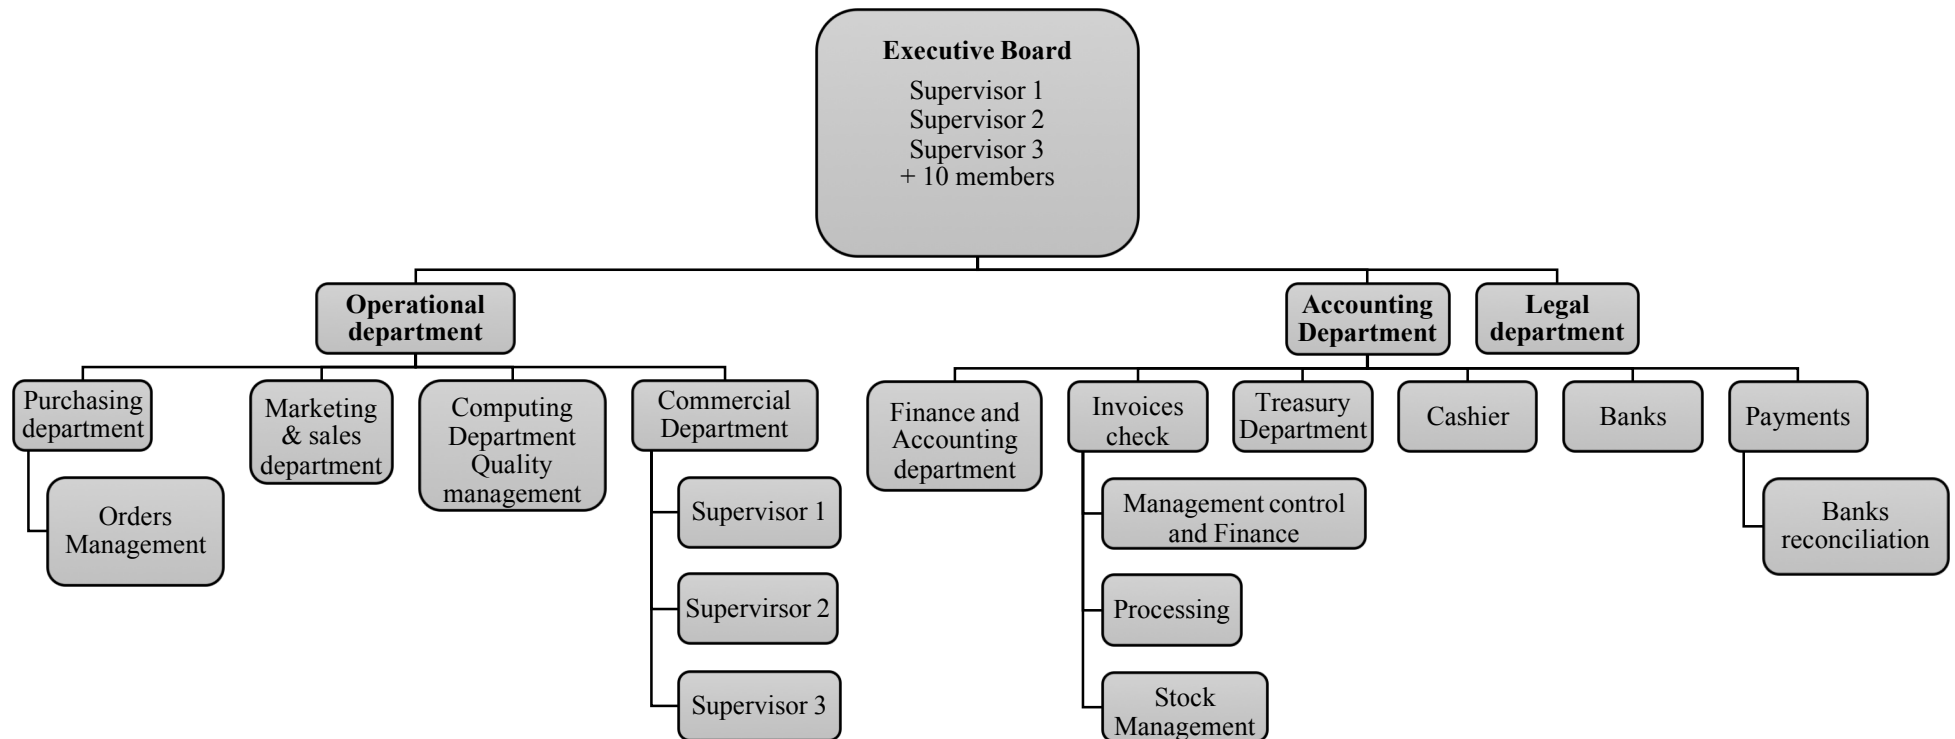 Executive Board
Supervisor 1
Supervisor 2
Supervisor 3
+ 10 members
Operational
department
Accounting
Department
Legal
department
Purchasing
department
Marketing
& sales
department
Computing
Department
Quality
management
Commercial
Department
Finance and
Accounting
department
Invoices
check
Treasury
Department
Cashier
Banks
Payments
Orders
Management
Supervisor 1
Supervirsor 2
Supervisor 3
Management control
and Finance
Processing
Stock
Management
Banks
reconciliation